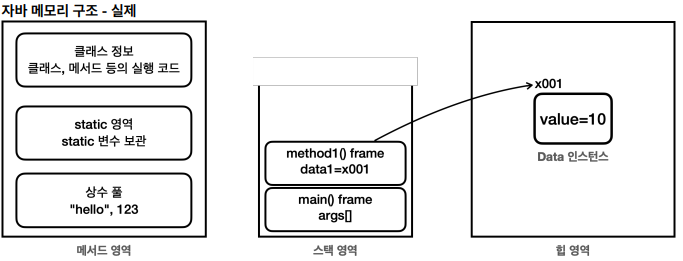 자바 메모리 구조 - 실제
클래스 정보
클래스, 메서드 등의 실행 코드
static 영역
static 변수 보관
상수 풀
"hello", 123
메서드 영역
method1() frame
data1=x001
main() frame
args[]
스택 영역
x001
value=10
Data 인스턴스
힙 영역